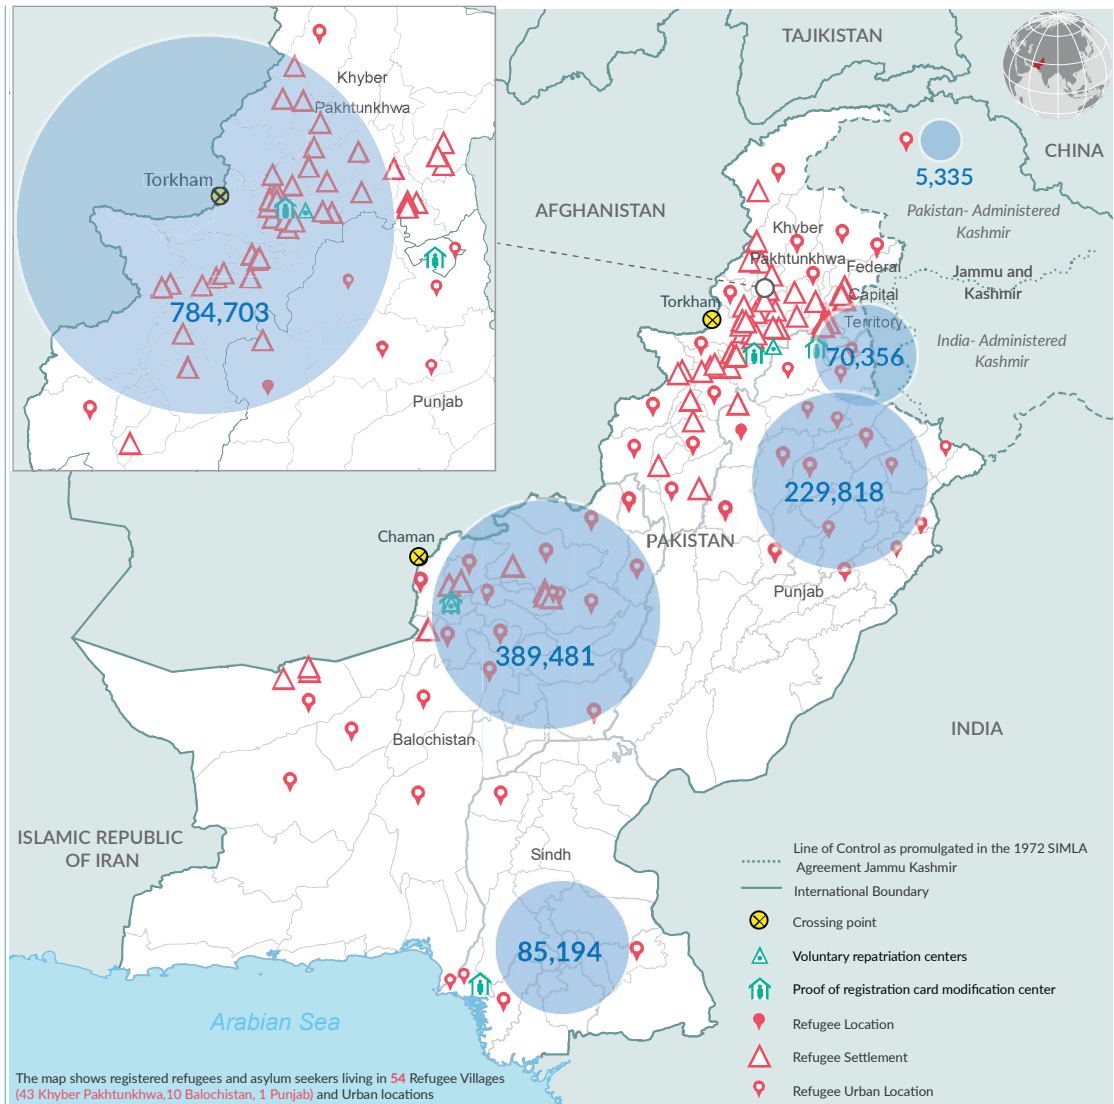 TAJIKISTAN
CHINA
5,335
Pakistan- Administered
Kashmir
AFGHANISTAN
Khyber
Pakhtunkhwa
Torkham
784,703
Punjab
Khyber
Pakhtunkhwa
Federal
Capital
Territory
Jammu and
Kashmir
India- Administered
Kashmir
Torkham
70,356
229,818
PAKISTAN
Punjab
Chaman
389,481
Balochistan
INDIA
ISLAMIC REPUBLIC
OF IRAN
Sindh
85,194
Arabian Sea
Line of Control as promulgated in the 1972 SIMLA
Agreement Jammu Kashmir
International Boundary
Crossing point
Voluntary repatriation centers
Proof of registration card modification center
Refugee Location
Refugee Settlement
Refugee Urban Location
The map shows registered refugees and asylum seekers living in 54 Refugee Villages
(43 Khyber Pakhtunkhwa,10 Balochistan, 1 Punjab) and Urban locations